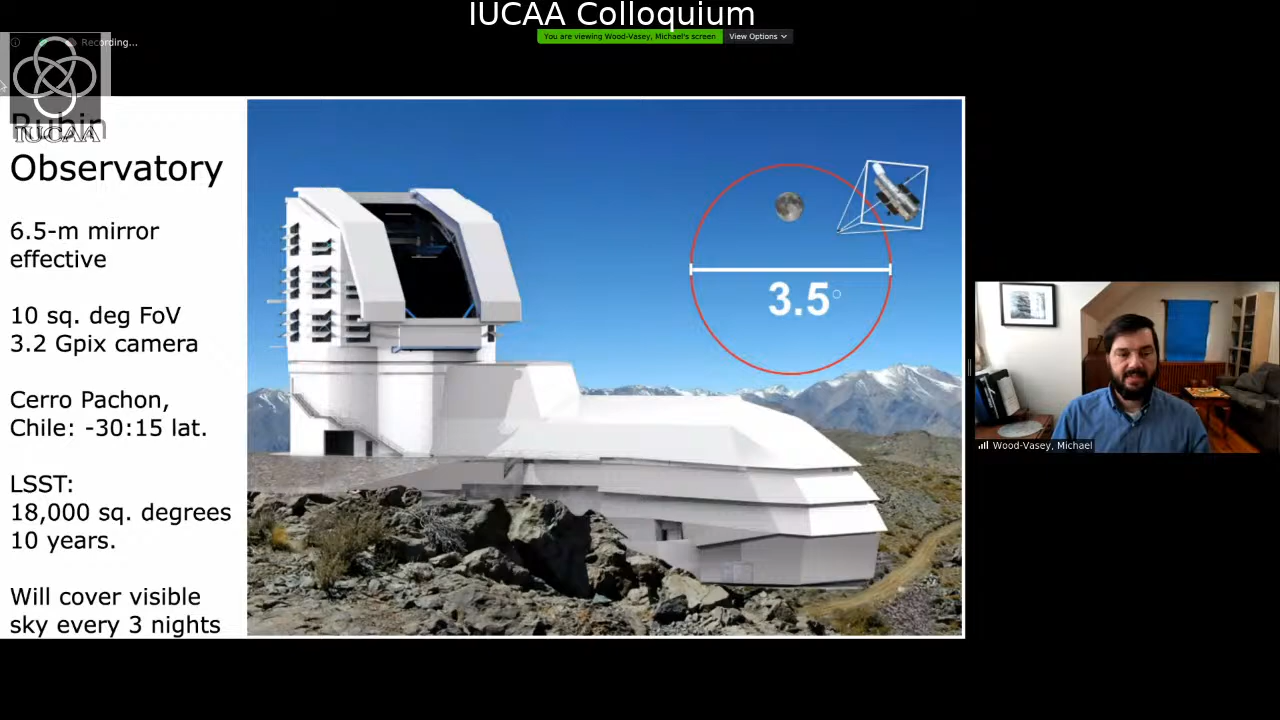 IUCAA Colloquium
You are viewing Wood-Vasey, Michael's screen
View Options
Recording...
IUCAA
Rubin
Observatory
6.5-m mirror
effective
10 sq. deg FoV
3.2 Gpix camera
Cerro Pachon,
Chile: -30:15 lat.
LSST:
18,000 sq. degrees
10 years.
Will cover visible
sky every 3 nights
3.5°
Wood-Vasey, Michael